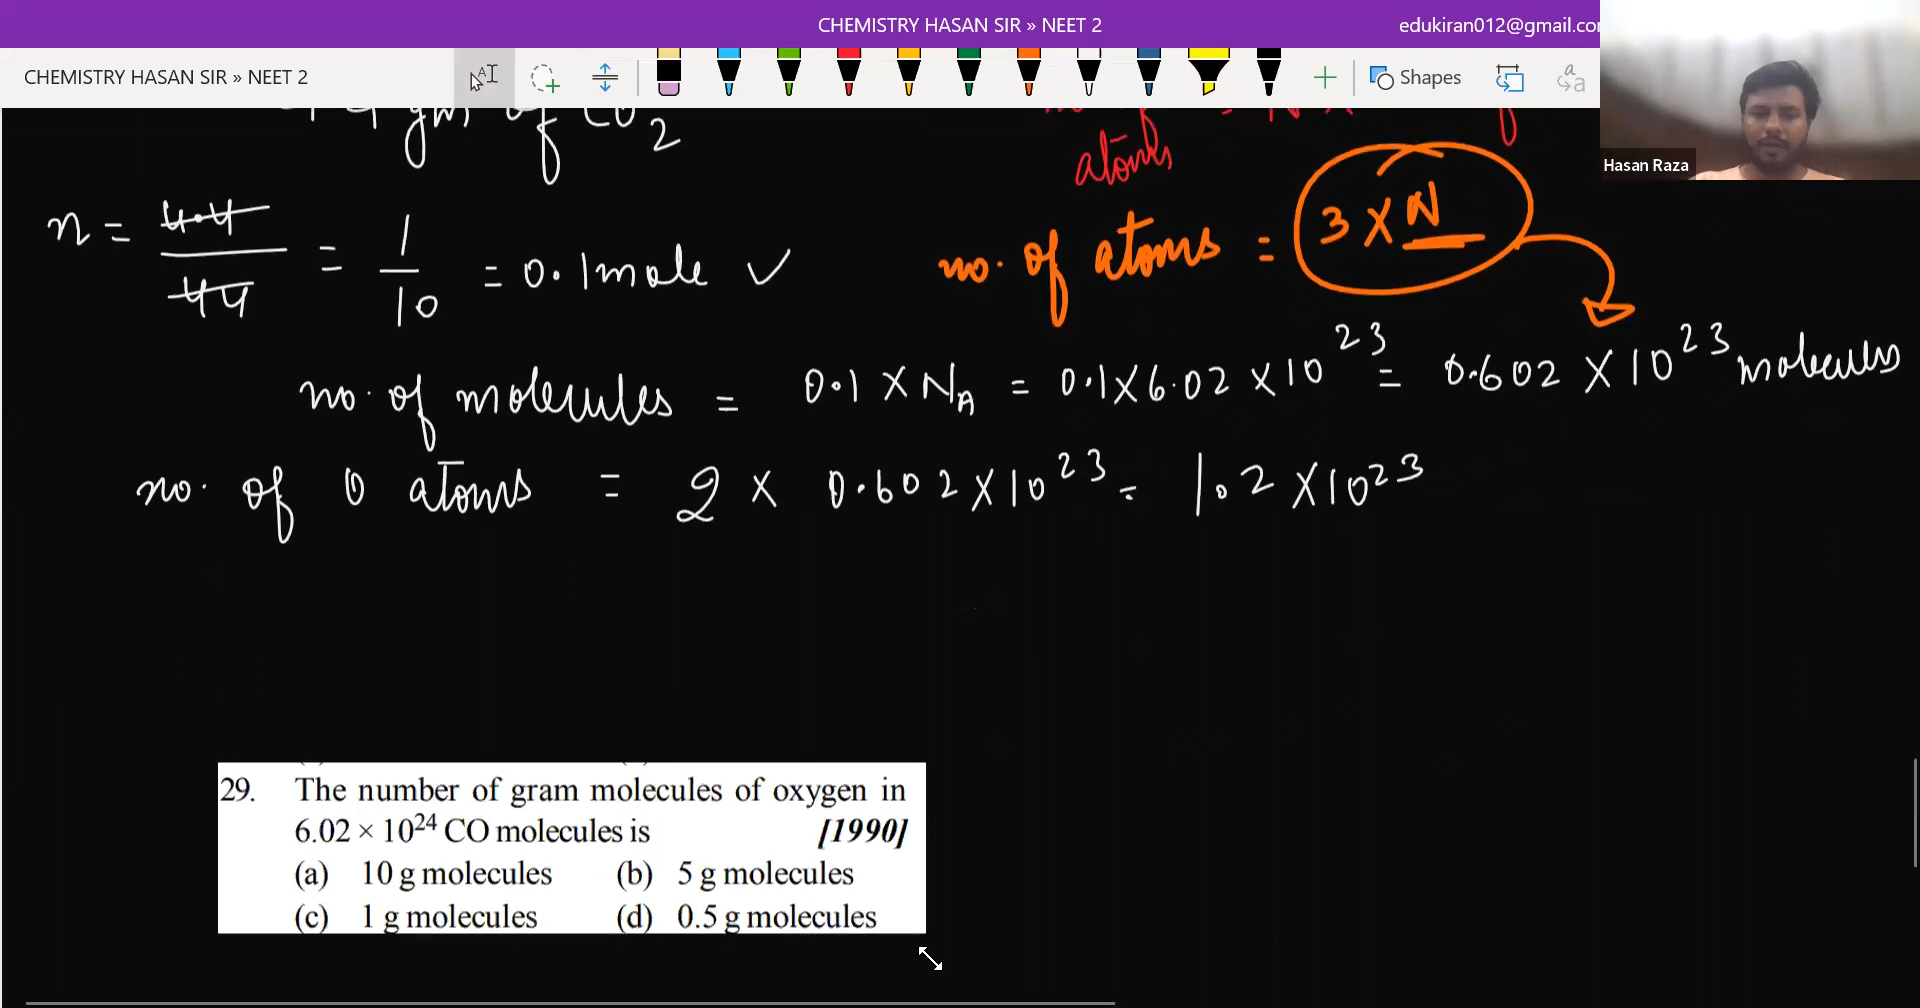 CHEMISTRY HASAN SIR » NEET 2
edukiran012@gmail.co
CHEMISTRY HASAN SIR » NEET 2
Shapes
Hasan Raza
gm of CO2
atoms
n = 4.4/44 = 1/10 = 0.1 mole ✓
no. of atoms = 3 X N
no. of molecules = 0.1 X NA = 0.1 X 6.02 X 10^23 = 0.602 X 10^23 molecules
no. of O atoms = 2 X 0.602 X 10^23 = 1.2 X 10^23
29. The number of gram molecules of oxygen in
6.02 × 10^24 CO molecules is [1990]
(a) 10 g molecules (b) 5 g molecules
(c) 1 g molecules (d) 0.5 g molecules